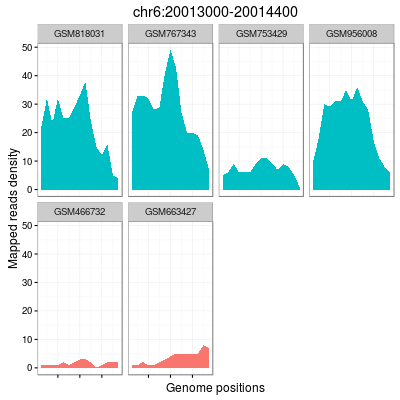 chr6:20013000-20014400
GSM818031 GSM767343 GSM753429 GSM956008
50
40
30
20
10
0
Mapped reads density
GSM466732 GSM663427
50
40
30
20
10
0
Genome positions